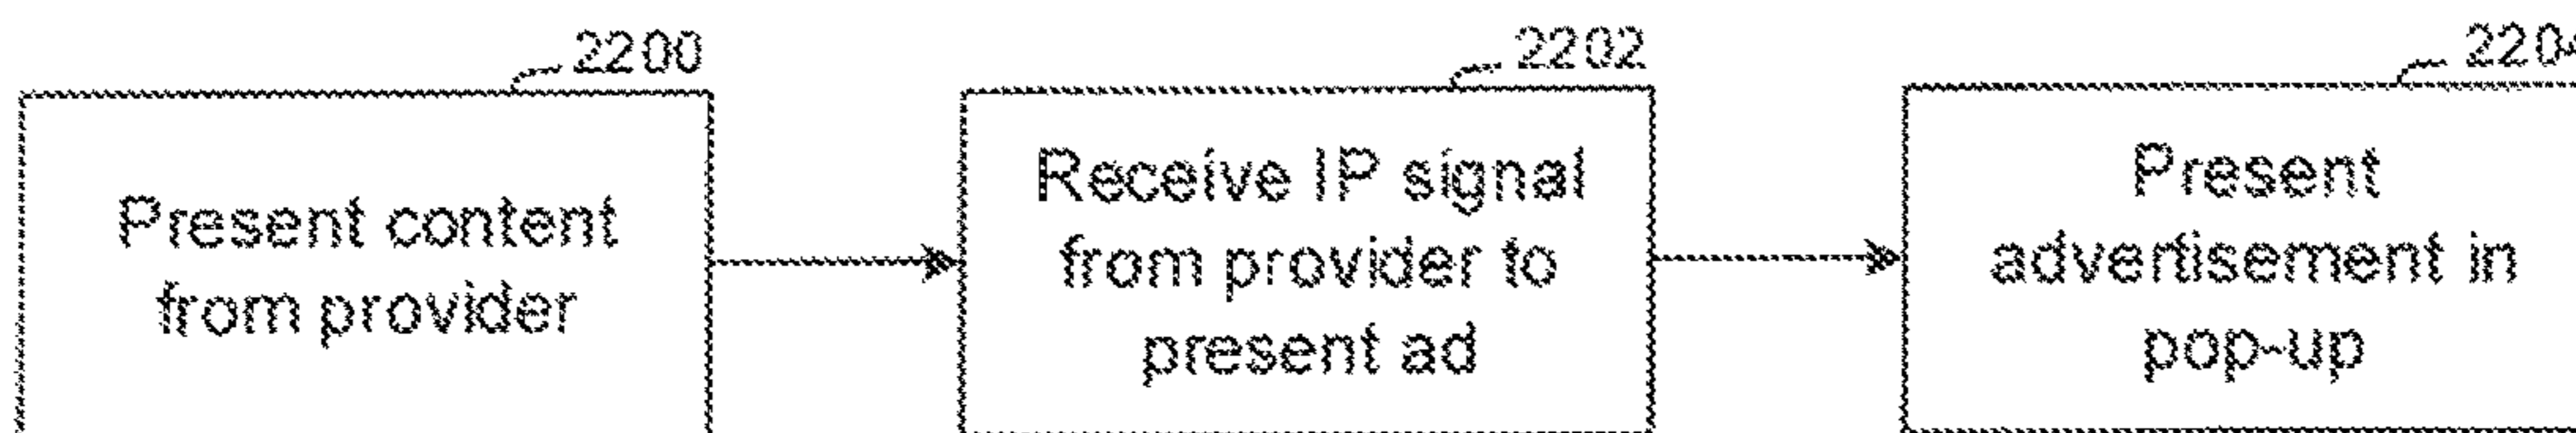 2200
2202
2204
Present content
from provider
Receive IP signal
from provider to
present ad
Present
advertisement in
pop-up